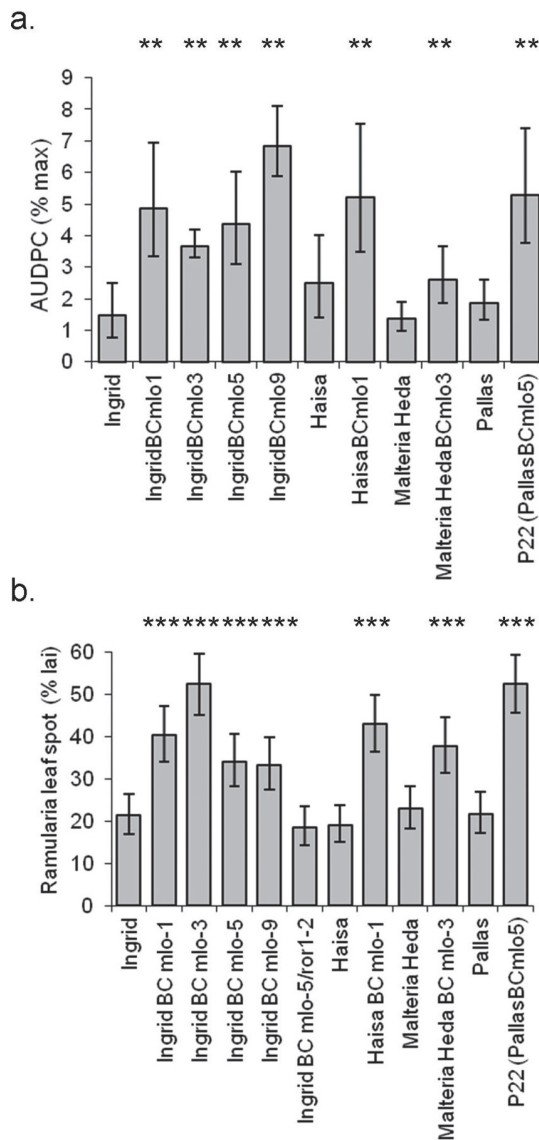 a.
** ** ** ** ** ** **
AUDPC (% max)
9
8
7
6
5
4
3
2
1
0
Ingrid
IngridBCmlo1
IngridBCmlo3
IngridBCmlo5
IngridBCmlo9
Haisa
HaisaBCmlo1
Malteria Heda
Malteria HedaBCmlo3
Pallas
P22 (PallasBCmlo5)
b.
************ *** *** ***
Ramularia leaf spot (% lai)
60
50
40
30
20
10
0
Ingrid
Ingrid BC mlo-1
Ingrid BC mlo-3
Ingrid BC mlo-5
Ingrid BC mlo-9
Ingrid BC mlo-5/ror1-2
Haisa
Haisa BC mlo-1
Malteria Heda
Malteria Heda BC mlo-3
Pallas
P22 (PallasBCmlo5)